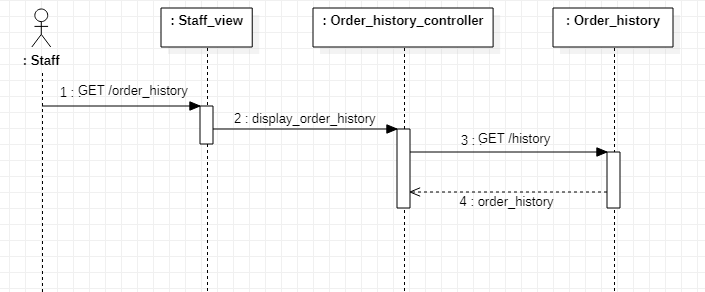 : Staff_view
: Order_history_controller
: Order_history
: Staff
1 : GET /order_history
2 : display_order_history
3 : GET /history
4 : order_history